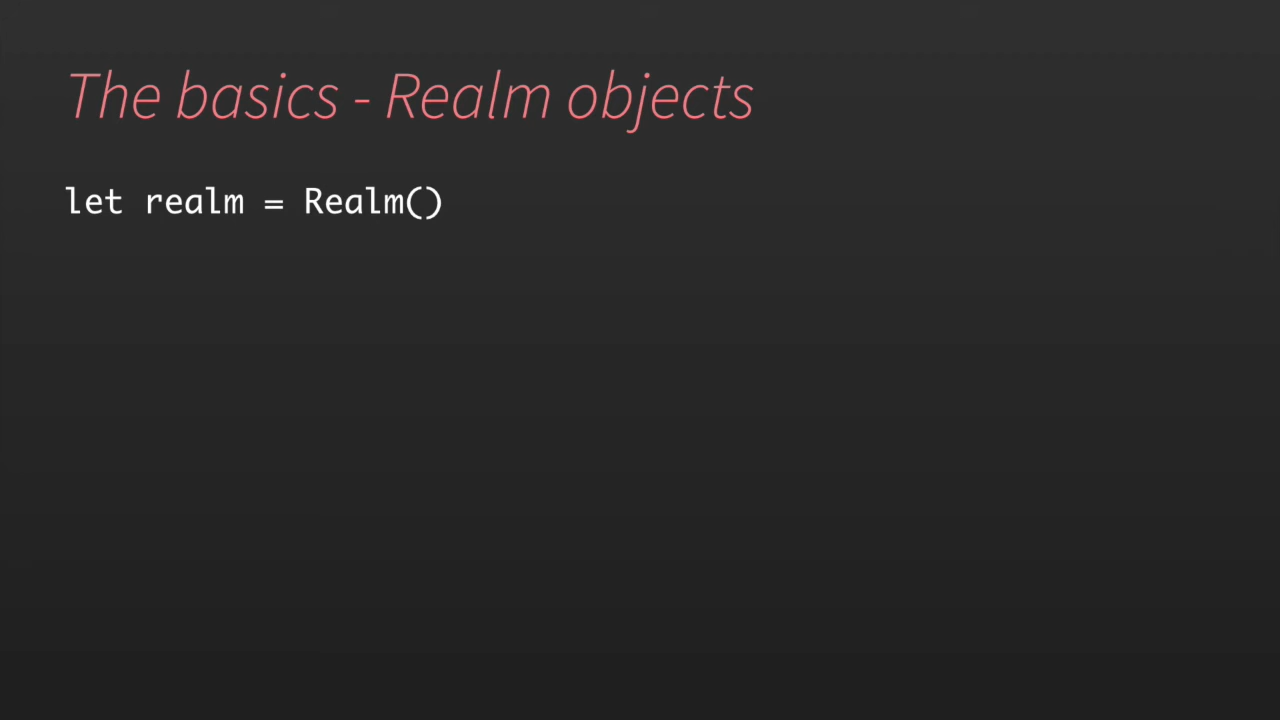 The basics - Realm objects
let realm = Realm()